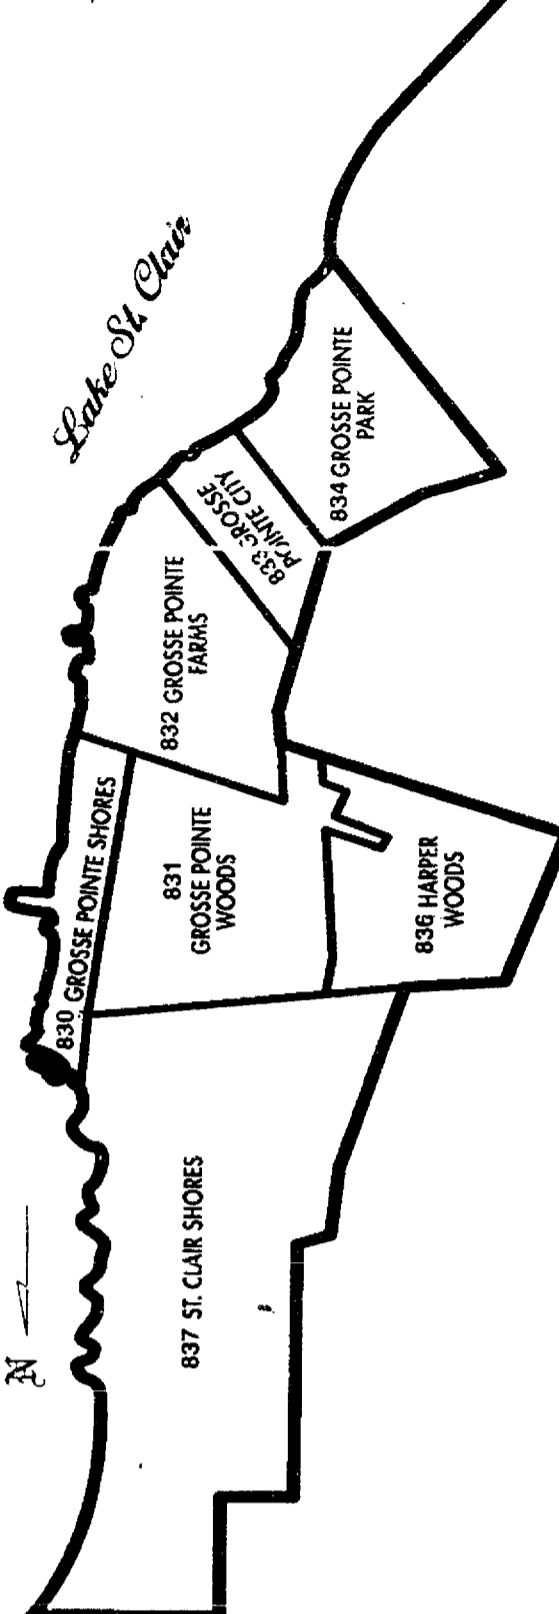 Lake St. Clair
N
837 ST. CLAIR SHORES
830 GROSSE POINTE SHORES
831
GROSSE POINTE
WOODS
836 HARPER
WOODS
832 GROSSE POINTE
FARMS
833 GROSSE
POINTE CITY
834 GROSSE POINTE
PARK